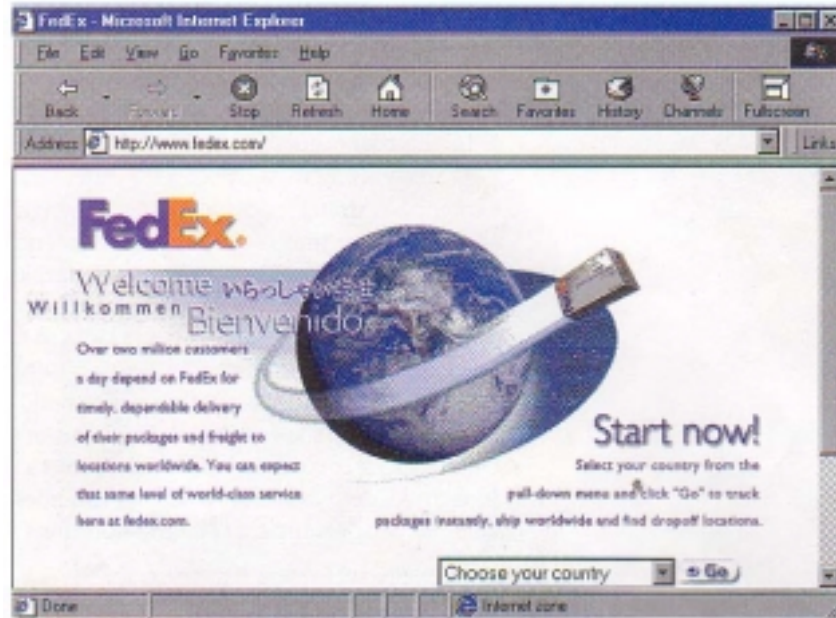 FedEx - Microsoft Internet Explorer
File Edit View Go Favorites Help
Back Forward Stop Refresh Home Search Favorites History Channels Fullscreen
Address http://www.fedex.com/ Links
FedEx.
Welcome いらっしゃいませ
Willkommen
Bienvenido
Over two million customers
a day depend on FedEx for
timely, dependable delivery
of their packages and freight to
locations worldwide. You can expect
that same level of world-class service
here at fedex.com.
Start now!
Select your country from the
pull-down menu and click "Go" to track
packages instantly, ship worldwide and find dropoff locations.
Choose your country Go
Done Internet zone